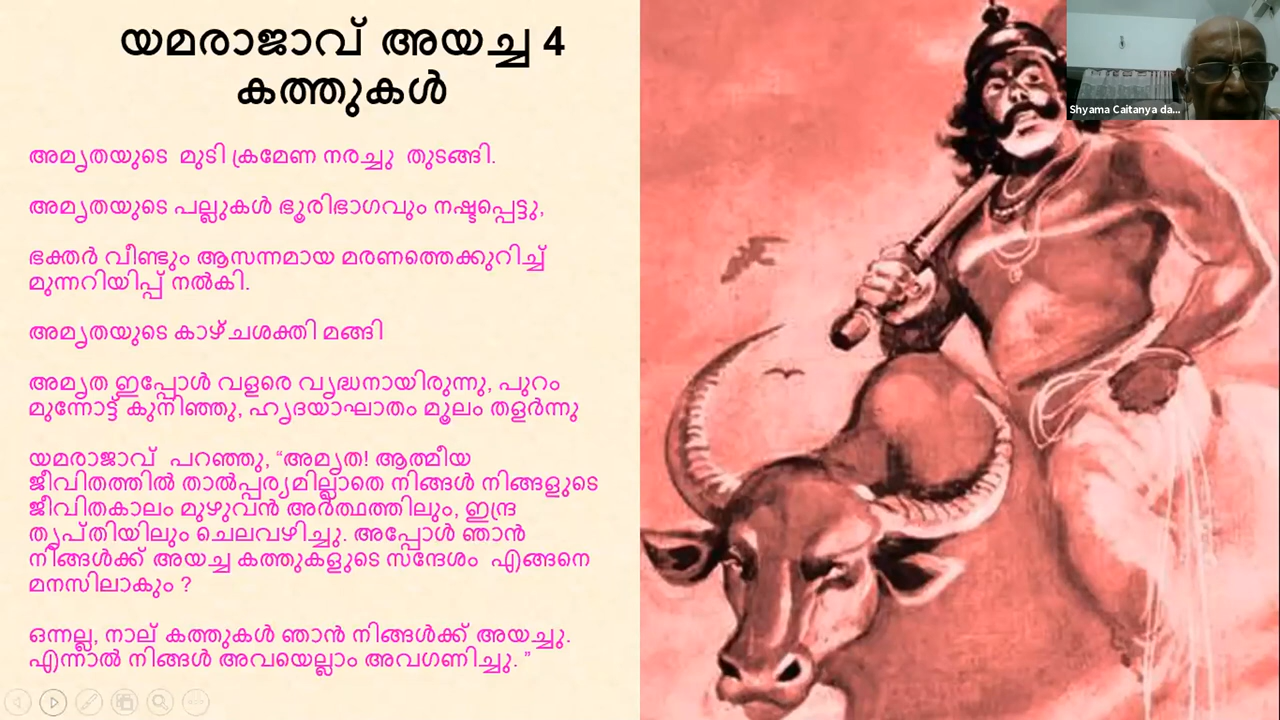 യമരാജാവ് അയച്ച 4
കത്തുകൾ
Shyama Caitanya da...
അമൃതയുടെ മുടി ക്രമേണ നരച്ചു തുടങ്ങി.
അമൃതയുടെ പല്ലുകൾ ഭൂരിഭാഗവും നഷ്ടപ്പെട്ടു,
ഭക്തർ വീണ്ടും ആസന്നമായ മരണത്തെക്കുറിച്ച്
മുന്നറിയിപ്പ് നൽകി.
അമൃതയുടെ കാഴ്ചശക്തി മങ്ങി
അമൃത ഇപ്പോൾ വളരെ വൃദ്ധനായിരുന്നു, പുറം
മുന്നോട്ട് കുനിഞ്ഞു, ഹൃദയാഘാതം മൂലം തളർന്നു
യമരാജാവ് പറഞ്ഞു, “അമൃത! ആത്മീയ
ജീവിതത്തിൽ താൽപ്പര്യമില്ലാതെ നിങ്ങൾ നിങ്ങളുടെ
ജീവിതകാലം മുഴുവൻ അർത്ഥത്തിലും, ഇന്ദ്ര
തൃപ്തിയിലും ചെലവഴിച്ചു. അപ്പോൾ ഞാൻ
നിങ്ങൾക്ക് അയച്ച കത്തുകളുടെ സന്ദേശം എങ്ങനെ
മനസിലാകും ?
ഒന്നല്ല, നാല് കത്തുകൾ ഞാൻ നിങ്ങൾക്ക് അയച്ചു.
എന്നാൽ നിങ്ങൾ അവയെല്ലാം അവഗണിച്ചു. ”